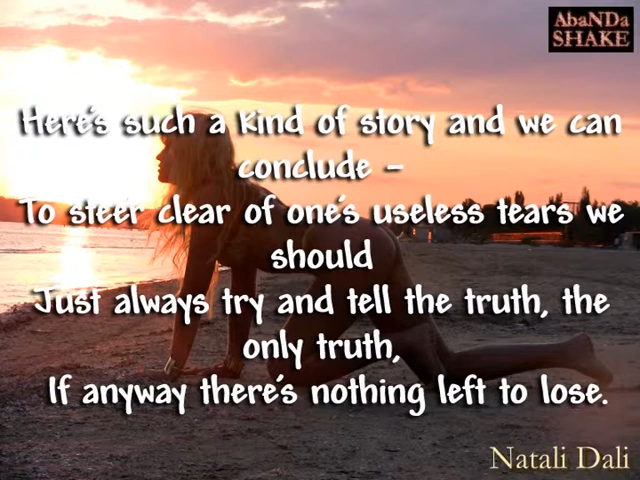 AbaNDa
SHAKE
Here's such a kind of story and we can
conclude -
To steer clear of one's useless tears we
should
Just always try and tell the truth, the
only truth,
If anyway there's nothing left to lose.
Natali Dali